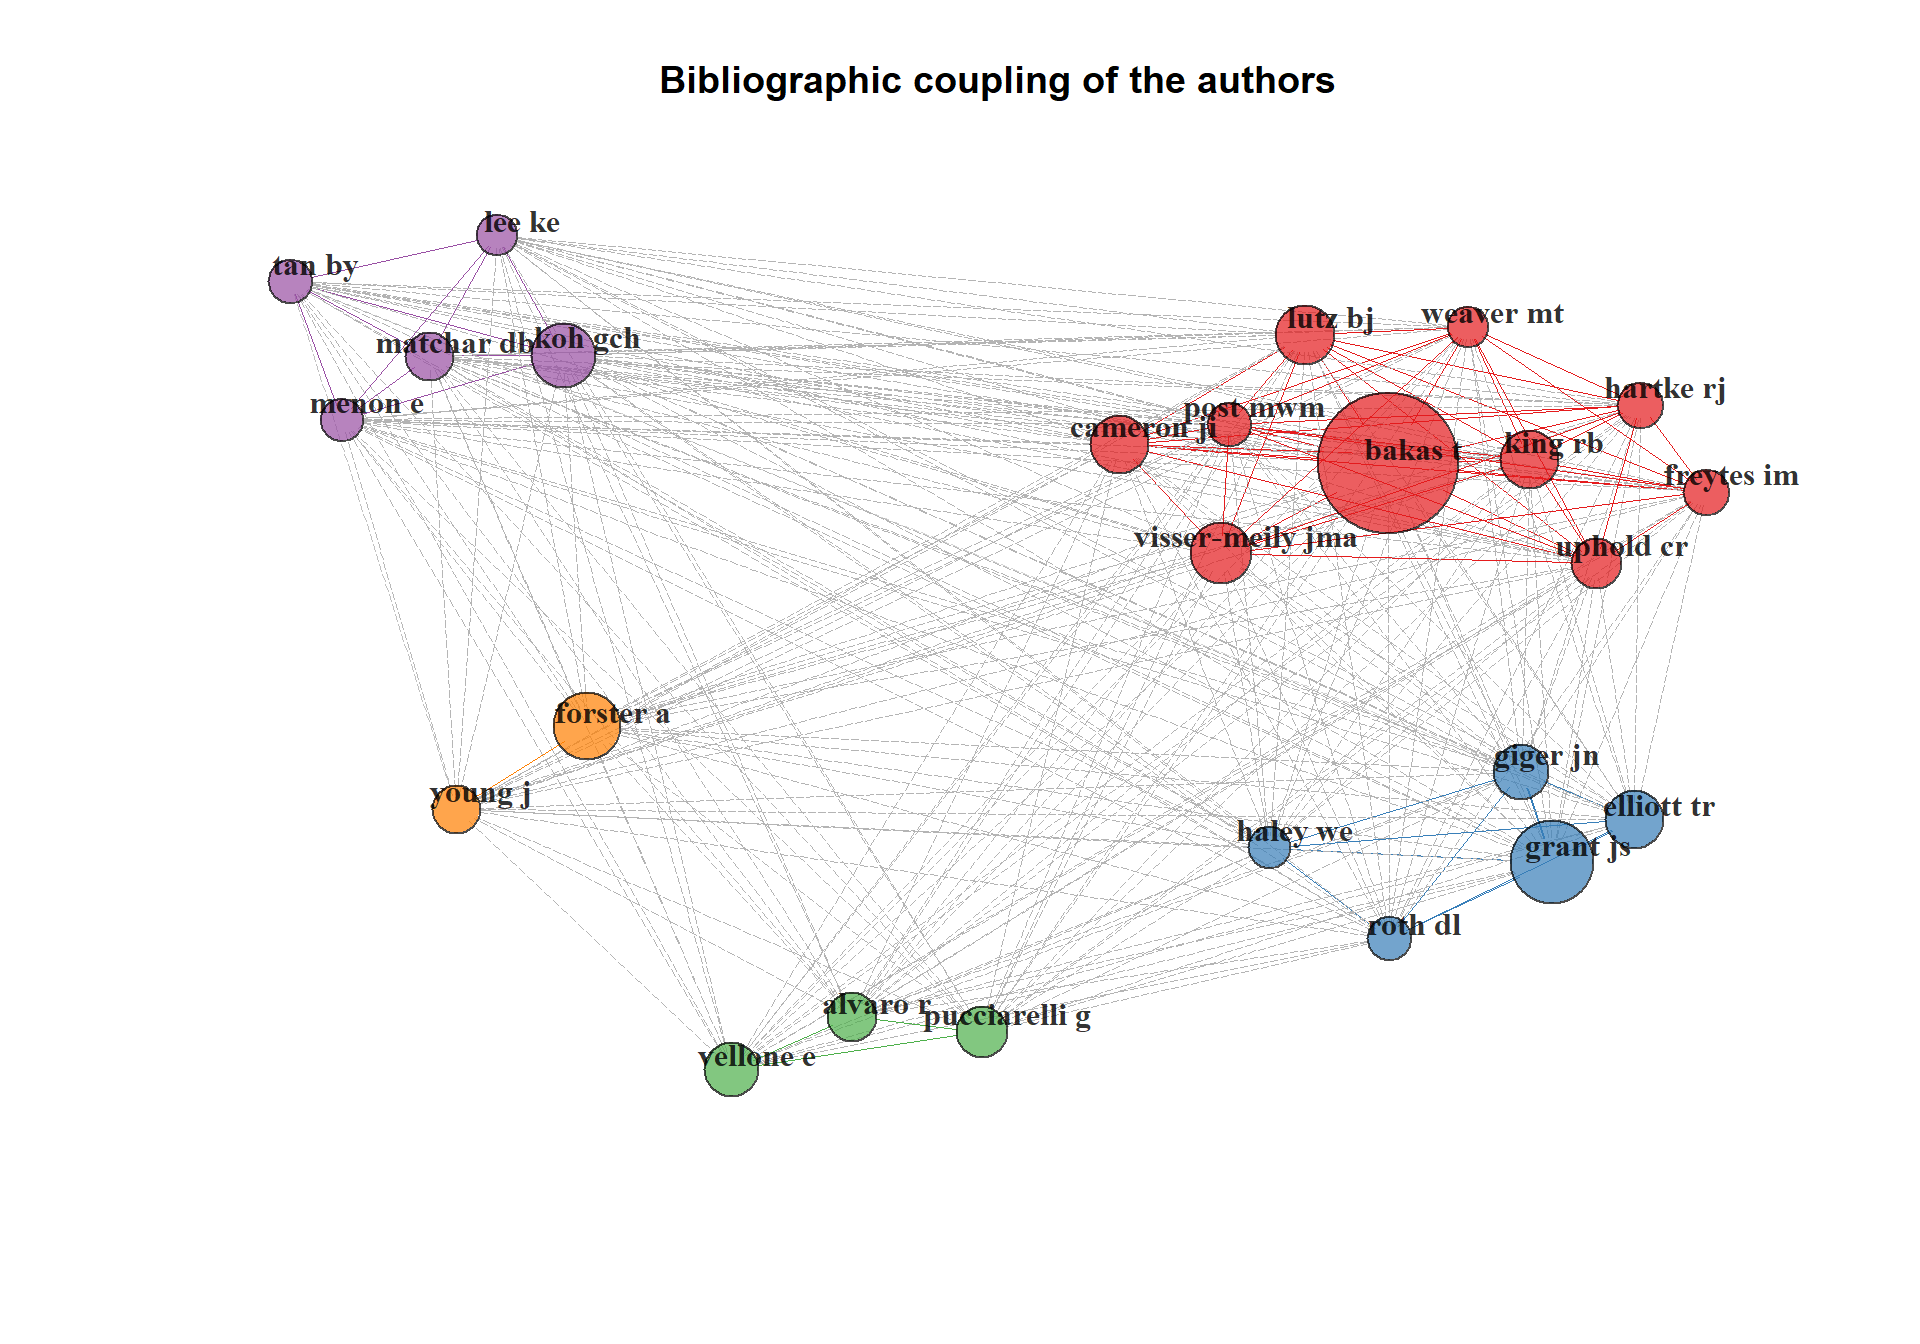 Bibliographic coupling of the authors
lee ke
tan by
lutz bj
weaver mt
matchar db
koh gch
hartke rj
menon e
post mwm
cameron ji
bakas t
king rb
freytes im
visser-meily jma
uphold cr
forster a
giger jn
young j
elliott tr
haley we
grant js
roth dl
alvaro r
pucciarelli g
vellone e